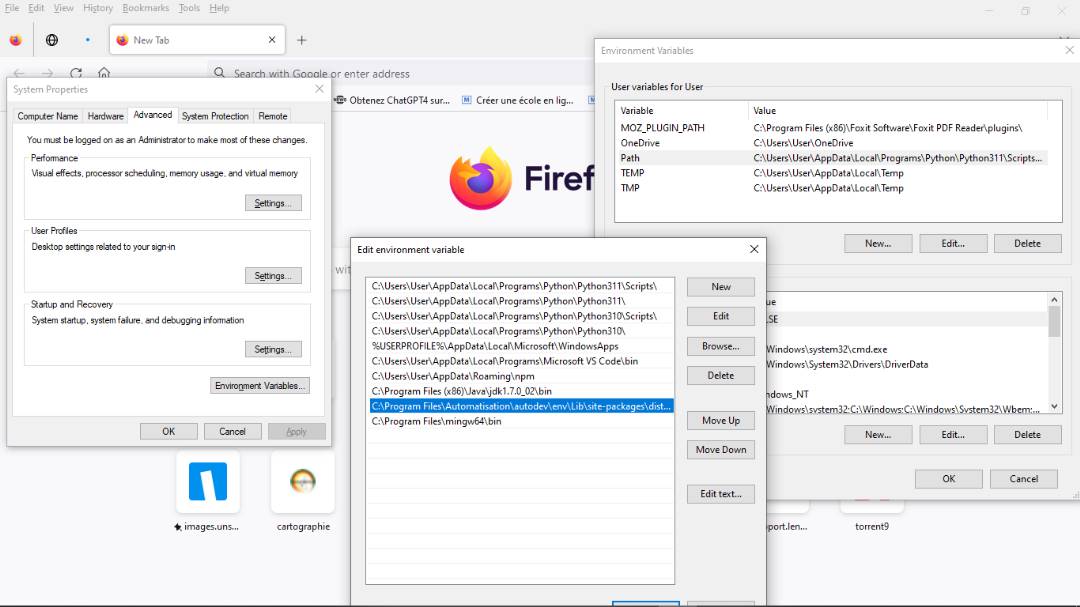 File Edit View History Bookmarks Tools Help
New Tab
Search with Google or enter address
Obtenez ChatGPT4 sur...
Créer une école en lig...
System Properties
Computer Name Hardware Advanced System Protection Remote
You must be logged on as an Administrator to make most of these changes.
Performance
Visual effects, processor scheduling, memory usage, and virtual memory
Settings...
User Profiles
Desktop settings related to your sign-in
Settings...
Startup and Recovery
System startup, system failure, and debugging information
Settings...
Environment Variables...
OK Cancel Apply
Firef
wit
images.uns...
cartographie
port.len...
torrent9
Environment Variables
User variables for User
Variable Value
MOZ_PLUGIN_PATH C:\Program Files (x86)\Foxit Software\Foxit PDF Reader\plugins\
OneDrive C:\Users\User\OneDrive
Path C:\Users\User\AppData\Local\Programs\Python\Python311\Scripts...
TEMP C:\Users\User\AppData\Local\Temp
TMP C:\Users\User\AppData\Local\Temp
New... Edit... Delete
ue
LSE
Windows\system32\cmd.exe
Windows\System32\Drivers\DriverData
ndows_NT
Windows\system32;C:\Windows;C:\Windows\System32\Wbem;...
New... Edit... Delete
OK Cancel
Edit environment variable
C:\Users\User\AppData\Local\Programs\Python\Python311\Scripts\
C:\Users\User\AppData\Local\Programs\Python\Python311\
C:\Users\User\AppData\Local\Programs\Python\Python310\Scripts\
C:\Users\User\AppData\Local\Programs\Python\Python310\
%USERPROFILE%\AppData\Local\Microsoft\WindowsApps
C:\Users\User\AppData\Local\Programs\Microsoft VS Code\bin
C:\Users\User\AppData\Roaming\npm
C:\Program Files (x86)\Java\jdk1.7.0_02\bin
C:\Program Files\Automatisation\autodev\env\Lib\site-packages\dist...
C:\Program Files\mingw64\bin
New
Edit
Browse...
Delete
Move Up
Move Down
Edit text...